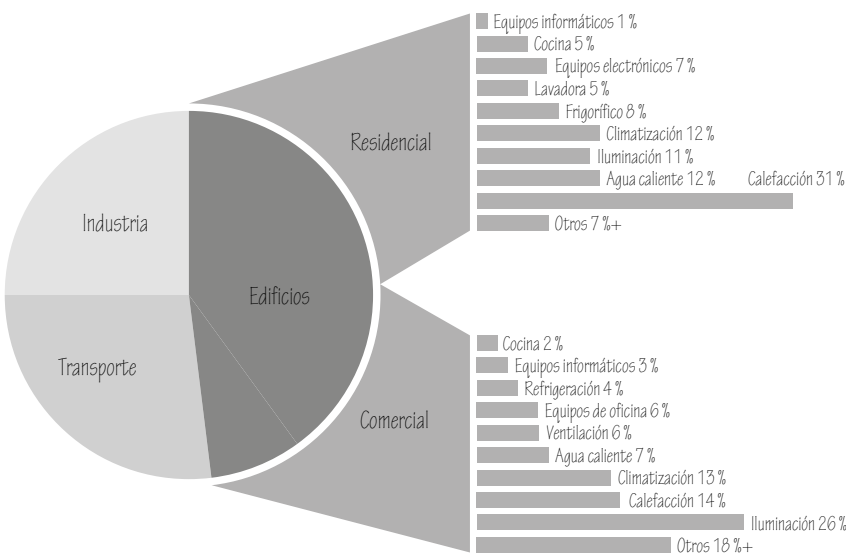 Industria
Transporte
Edificios
Residencial
Equipos informáticos 1 %
Cocina 5 %
Equipos electrónicos 7 %
Lavadora 5 %
Frigorífico 8 %
Climatización 12 %
Iluminación 11 %
Agua caliente 12 %
Calefacción 31 %
Otros 7 %+
Comercial
Cocina 2 %
Equipos informáticos 3 %
Refrigeración 4 %
Equipos de oficina 6 %
Ventilación 6 %
Agua caliente 7 %
Climatización 13 %
Calefacción 14 %
Iluminación 26 %
Otros 18 %+